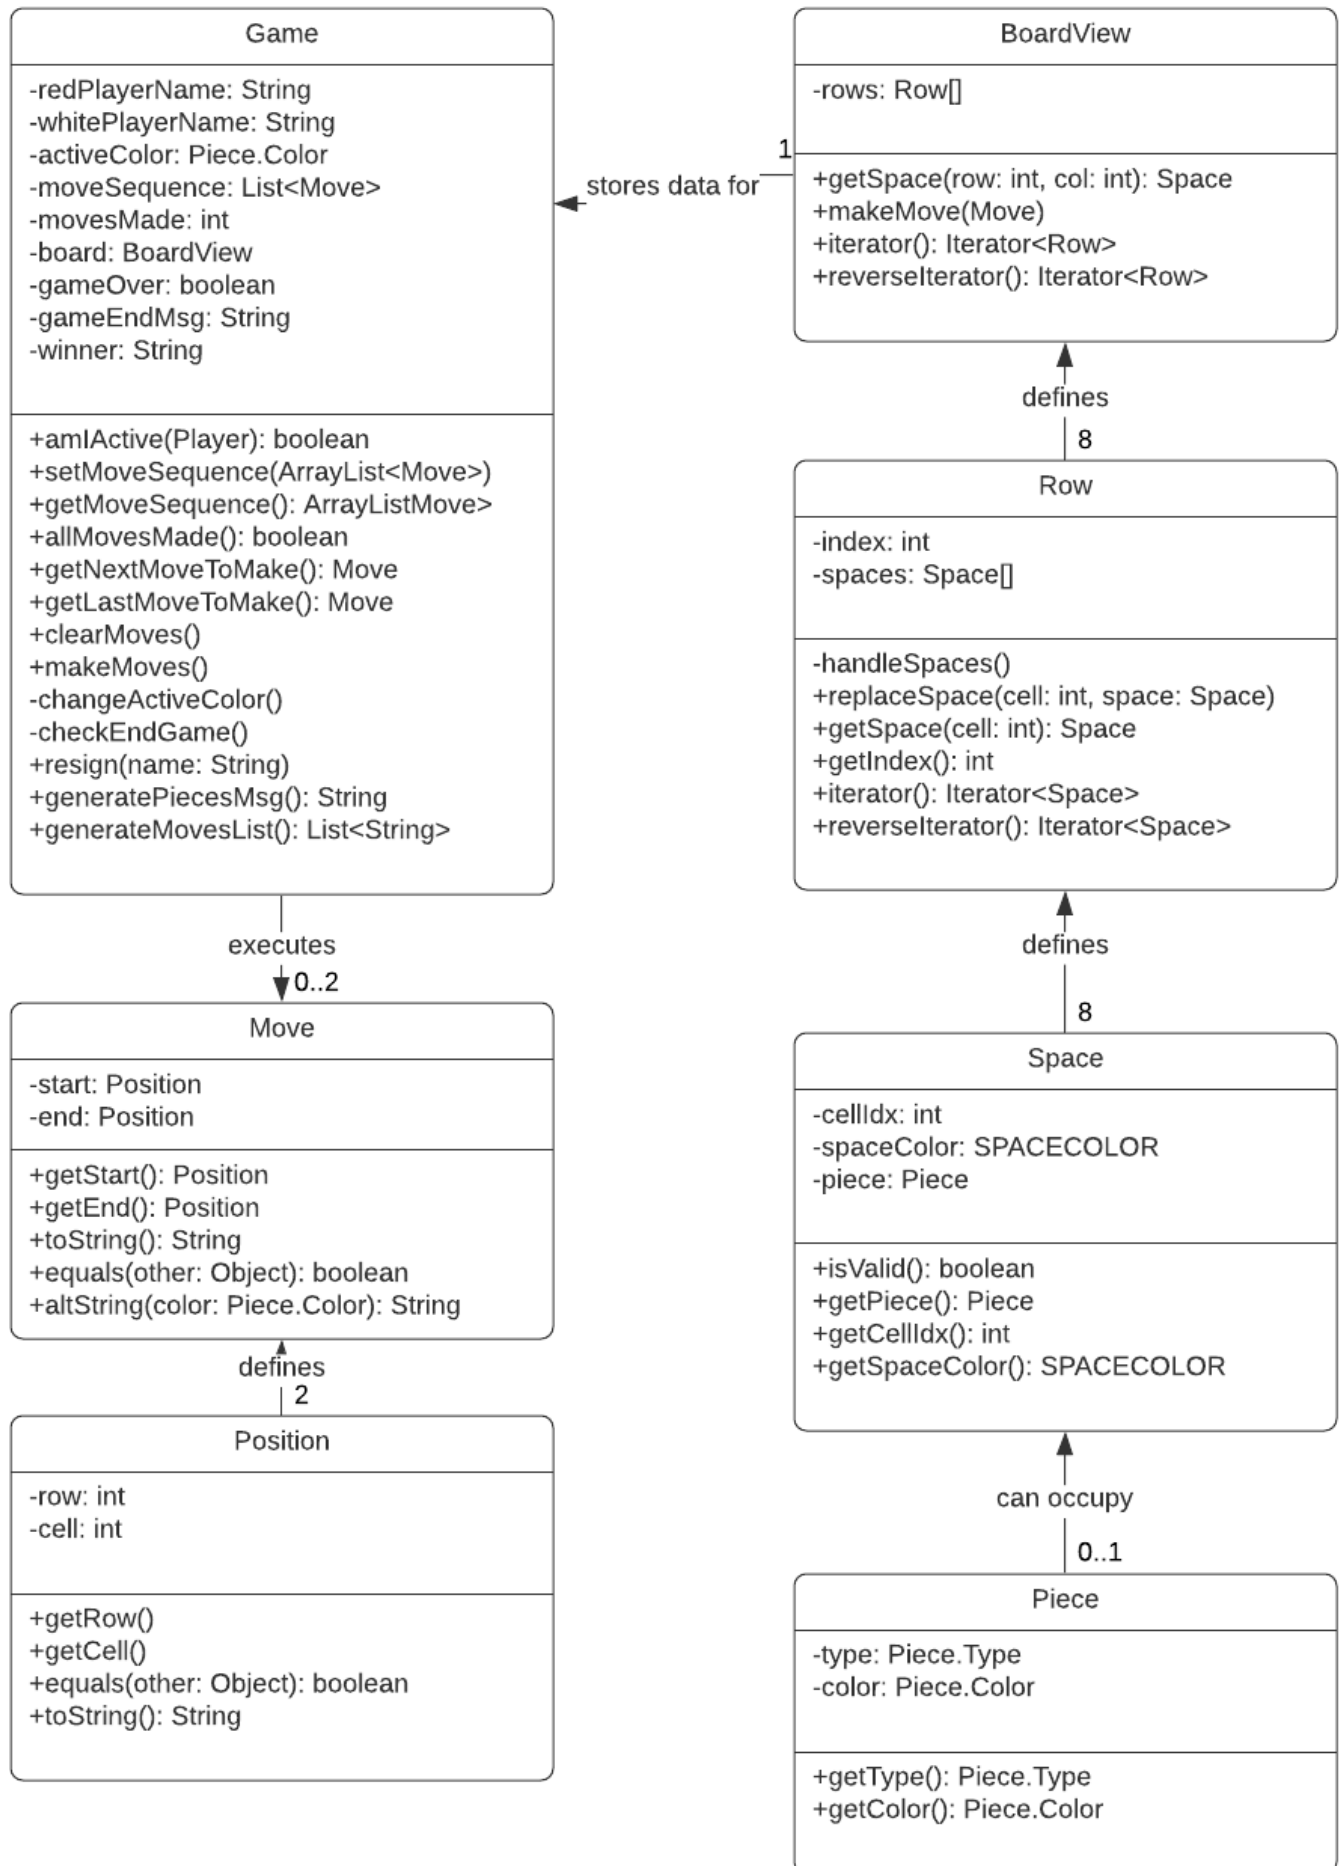 Game
-redPlayerName: String
-whitePlayerName: String
-activeColor: Piece.Color
-moveSequence: List<Move>
-movesMade: int
-board: BoardView
-gameOver: boolean
-gameEndMsg: String
-winner: String
+amIActive(Player): boolean
+setMoveSequence(ArrayList<Move>)
+getMoveSequence(): ArrayListMove>
+allMovesMade(): boolean
+getNextMoveToMake(): Move
+getLastMoveToMake(): Move
+clearMoves()
+makeMoves()
-changeActiveColor()
-checkEndGame()
+resign(name: String)
+generatePiecesMsg(): String
+generateMovesList(): List<String>
executes
0..2
Move
-start: Position
-end: Position
+getStart(): Position
+getEnd(): Position
+toString(): String
+equals(other: Object): boolean
+altString(color: Piece.Color): String
defines
2
Position
-row: int
-cell: int
+getRow()
+getCell()
+equals(other: Object): boolean
+toString(): String
1
stores data for
BoardView
-rows: Row[]
+getSpace(row: int, col: int): Space
+makeMove(Move)
+iterator(): Iterator<Row>
+reverseIterator(): Iterator<Row>
defines
8
Row
-index: int
-spaces: Space[]
-handleSpaces()
+replaceSpace(cell: int, space: Space)
+getSpace(cell: int): Space
+getIndex(): int
+iterator(): Iterator<Space>
+reverseIterator(): Iterator<Space>
defines
8
Space
-cellIdx: int
-spaceColor: SPACECOLOR
-piece: Piece
+isValid(): boolean
+getPiece(): Piece
+getCellIdx(): int
+getSpaceColor(): SPACECOLOR
can occupy
0..1
Piece
-type: Piece.Type
-color: Piece.Color
+getType(): Piece.Type
+getColor(): Piece.Color